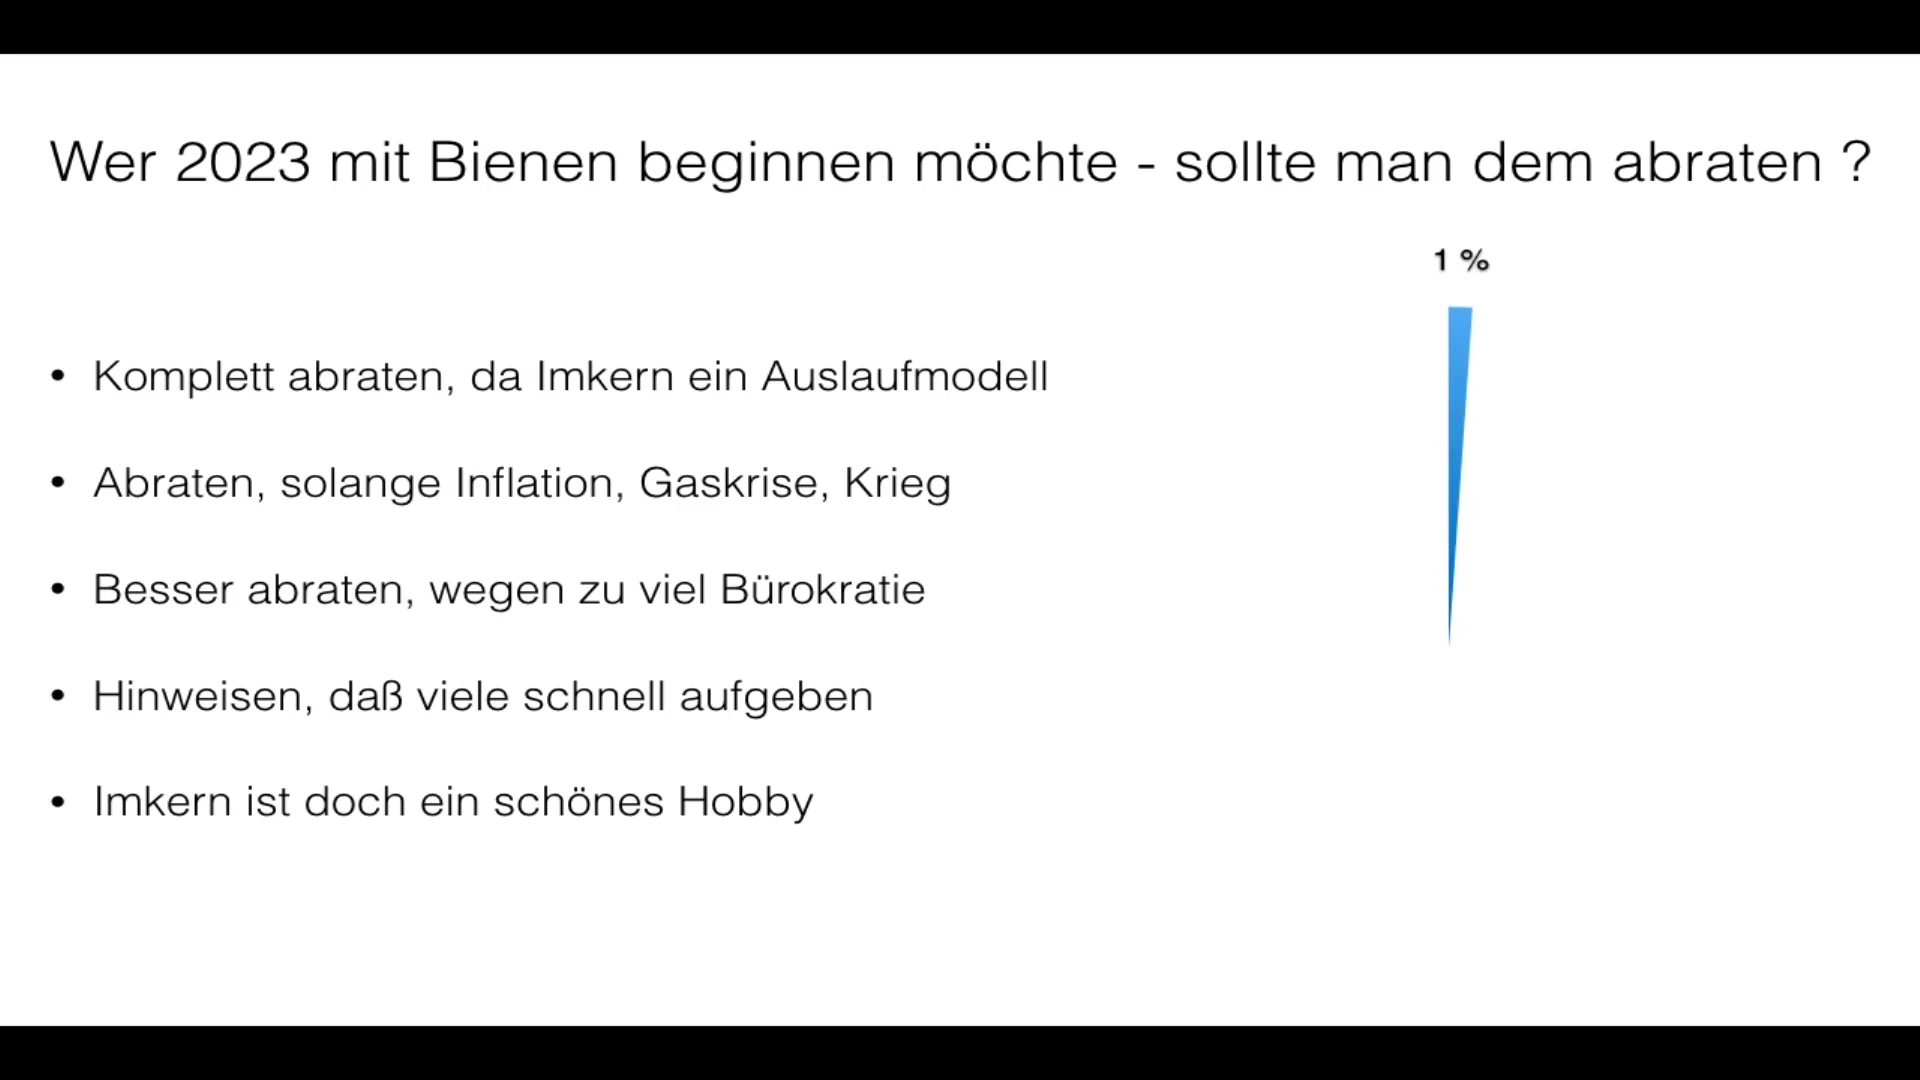 Wer 2023 mit Bienen beginnen möchte - sollte man dem abraten ?
1 %
• Komplett abraten, da Imkern ein Auslaufmodell
• Abraten, solange Inflation, Gaskrise, Krieg
• Besser abraten, wegen zu viel Bürokratie
• Hinweisen, daß viele schnell aufgeben
• Imkern ist doch ein schönes Hobby